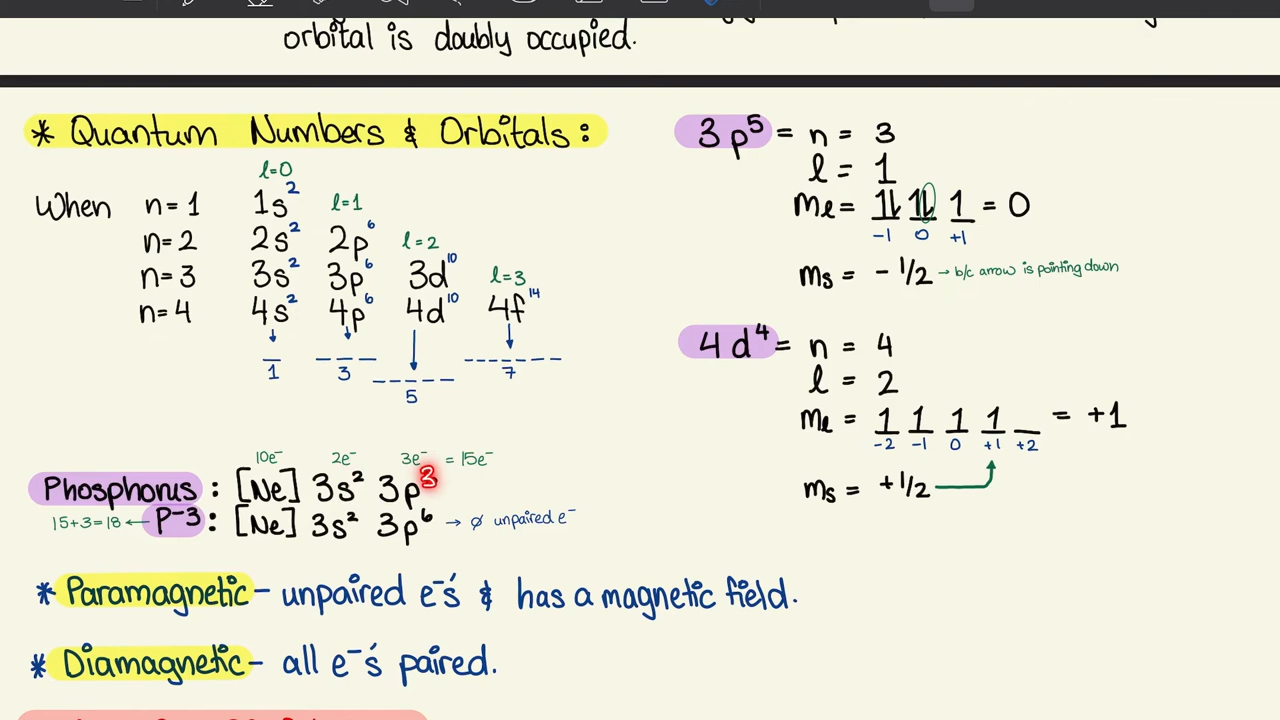 orbital is doubly occupied.
* Quantum Numbers & Orbitals:
l=0
When n=1 1s² l=1
n=2 2s² 2p⁶ l=2
n=3 3s² 3p⁶ 3d¹⁰ l=3
n=4 4s² 4p⁶ 4d¹⁰ 4f¹⁴
1 3 5 7
10e⁻ 2e⁻ 3e⁻ = 15e⁻
Phosphorus: [Ne] 3s² 3p³
15+3=18 ← P⁻³: [Ne] 3s² 3p⁶ → ∅ unpaired e⁻
* Paramagnetic - unpaired e⁻'s & has a magnetic field.
* Diamagnetic - all e⁻'s paired.
3p⁵ = n = 3
l = 1
ml = 1⇂ 1⇂ 1 = 0
-1 0 +1
ms = -1/2 → b/c arrow is pointing down
4d⁴ = n = 4
l = 2
ml = 1 1 1 1 _ = +1
-2 -1 0 +1 +2
ms = +1/2